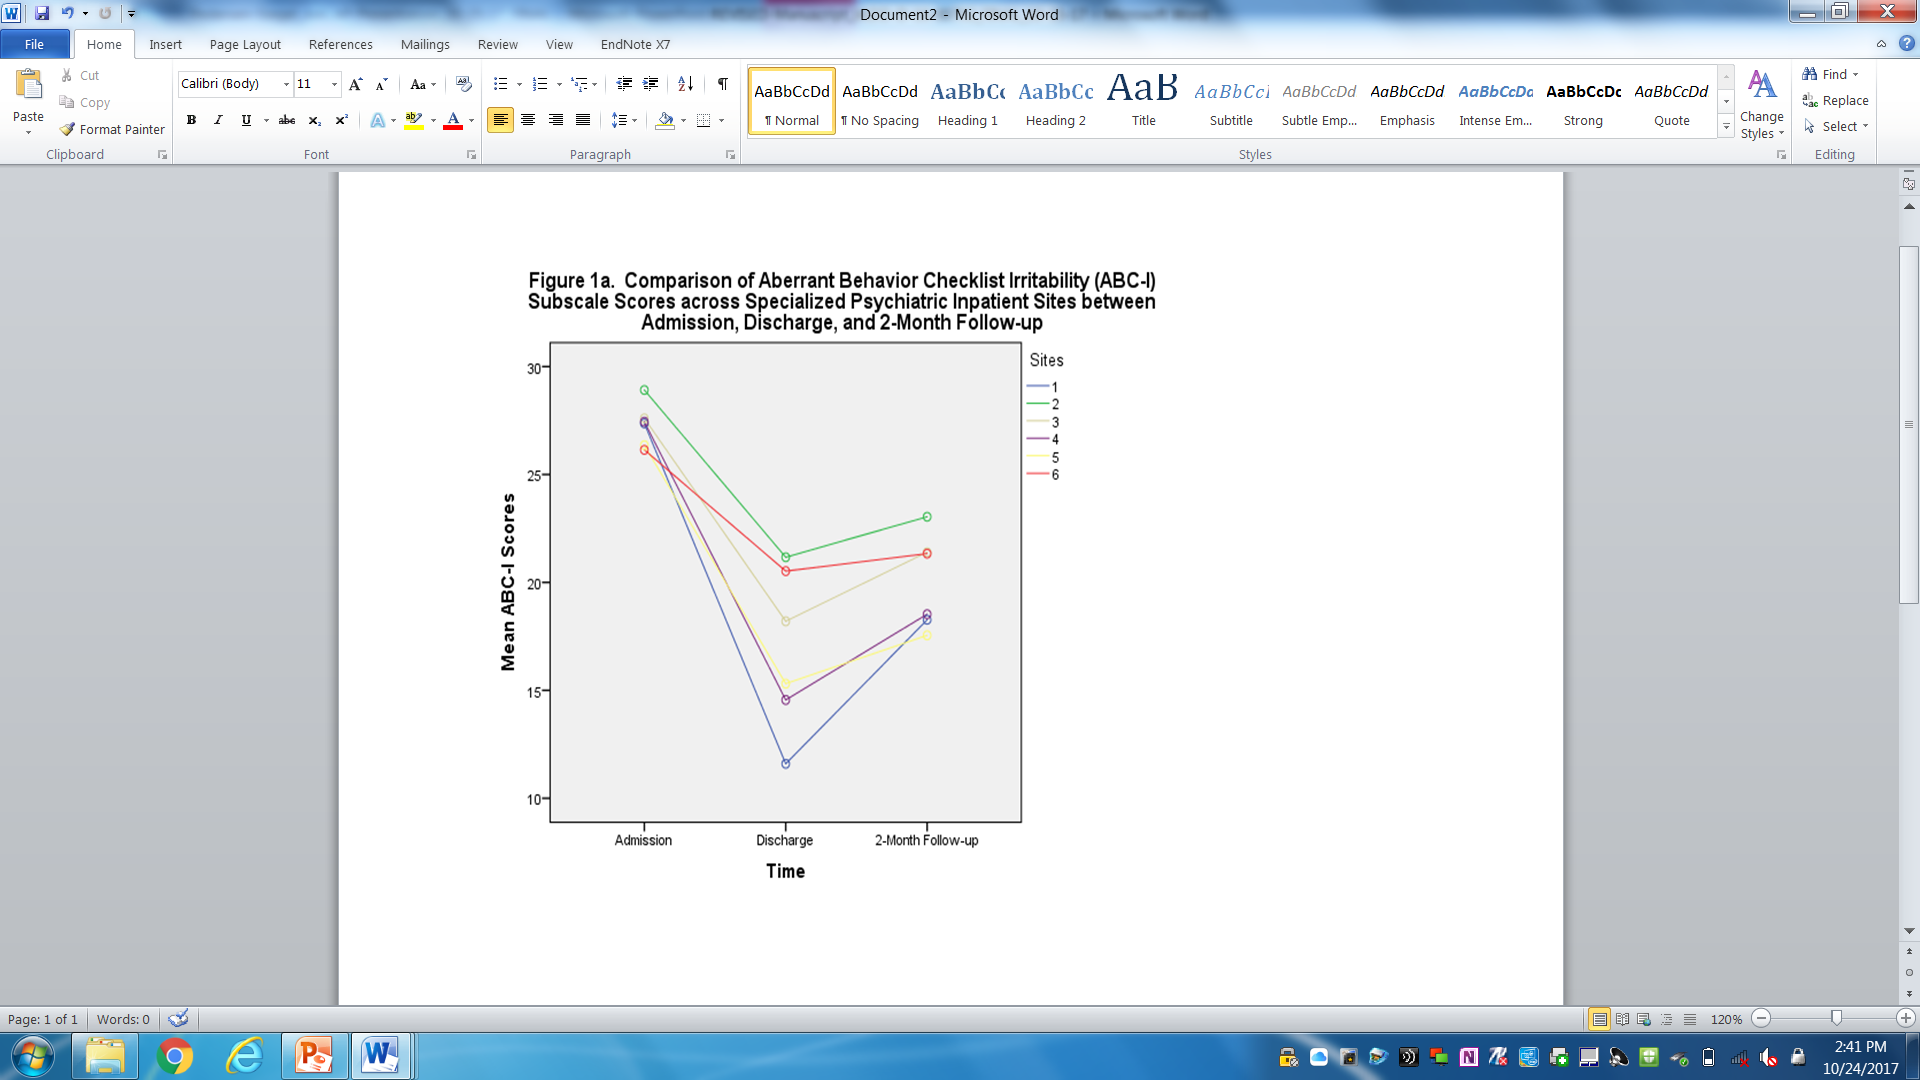 Document2 - Microsoft Word
File Home Insert Page Layout References Mailings Review View EndNote X7
Paste
Cut
Copy
Format Painter
Clipboard
Calibri (Body) 11
Font
Paragraph
AaBbCcDd AaBbCcDd AaBbCc AaBbCc AaB AaBbCcl AaBbCcDd AaBbCcDd AaBbCcDd AaBbCcDc AaBbCcDd
¶ Normal ¶ No Spacing Heading 1 Heading 2 Title Subtitle Subtle Emp... Emphasis Intense Em... Strong Quote
Styles
Change
Styles
Find
Replace
Select
Editing
Figure 1a. Comparison of Aberrant Behavior Checklist Irritability (ABC-I)
Subscale Scores across Specialized Psychiatric Inpatient Sites between
Admission, Discharge, and 2-Month Follow-up
Mean ABC-I Scores
30
25
20
15
10
Admission Discharge 2-Month Follow-up
Time
Sites
1
2
3
4
5
6
Page: 1 of 1 Words: 0
120%
2:41 PM
10/24/2017